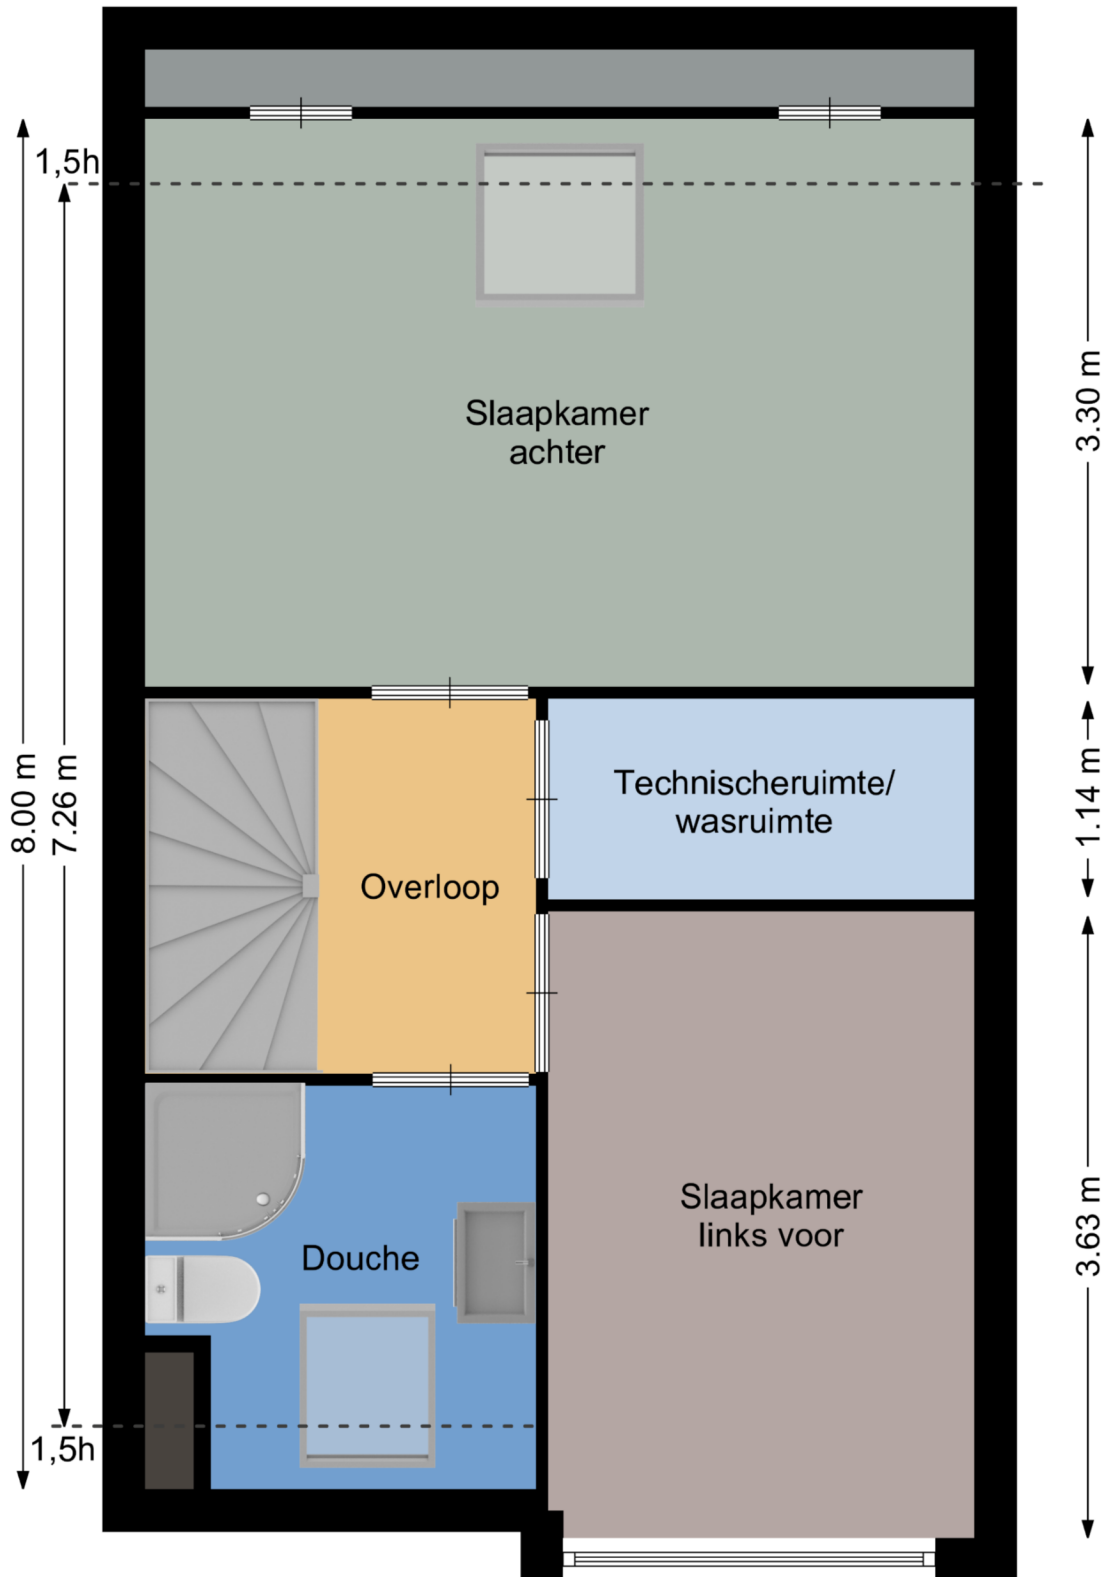 1,5h
3.30 m
Slaapkamer
achter
8.00 m
7.26 m
Technischeruimte/
wasruimte
1.14 m
Overloop
Slaapkamer
links voor
3.63 m
Douche
1,5h